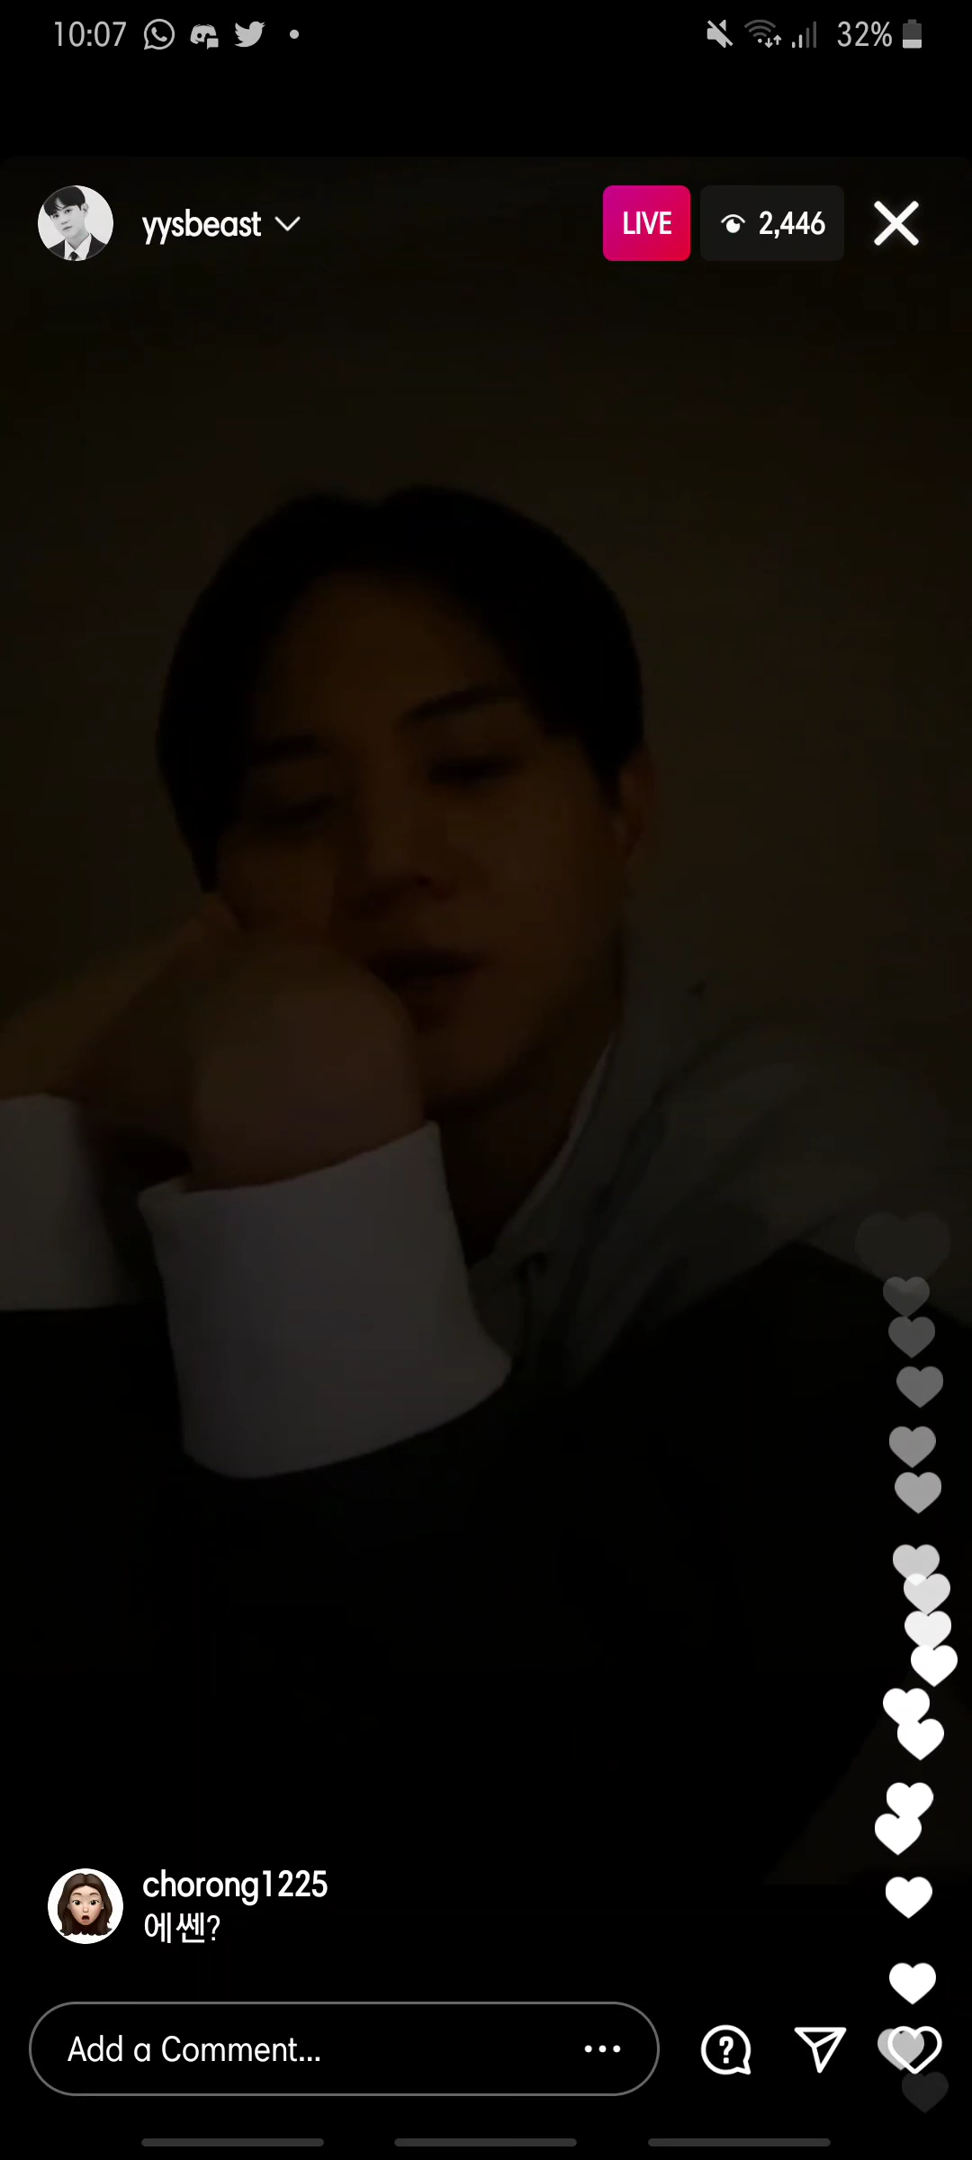 10:07
32%
yysbeast
LIVE
2,446
chorong1225
에쎈?
Add a Comment...